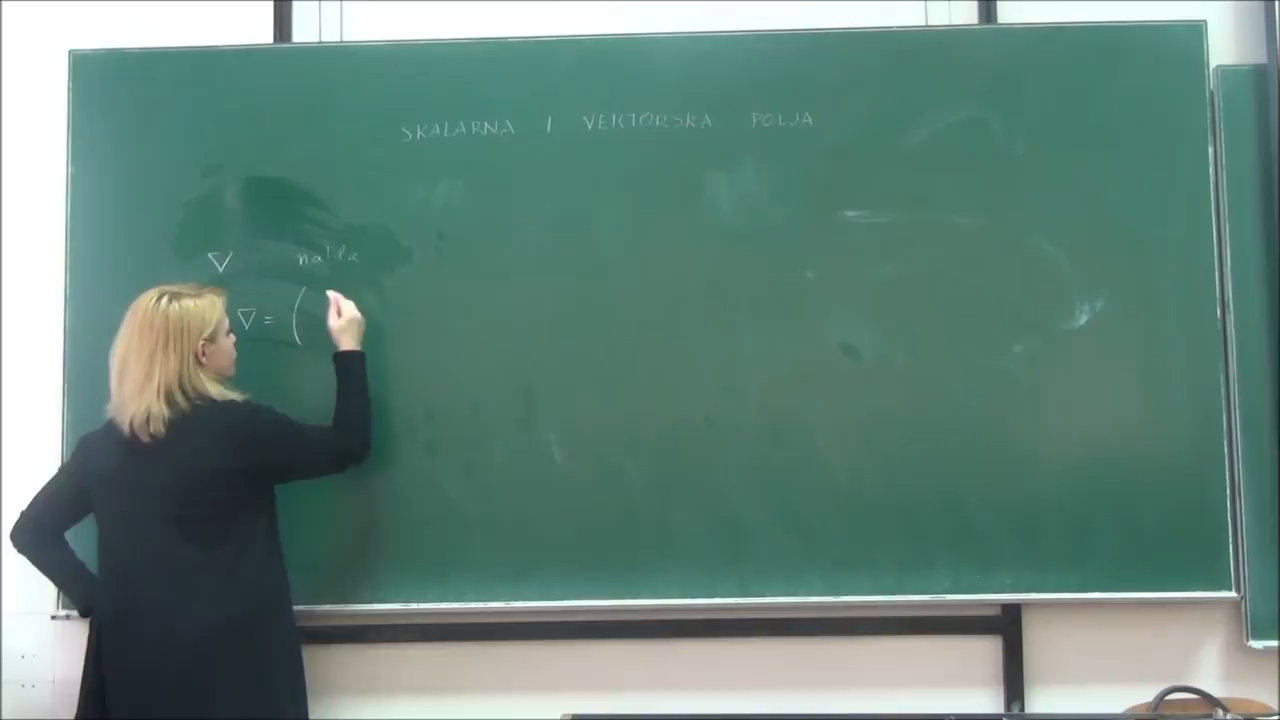 SKALARNA I VEKTORSKA POLJA
∇ nabla
∇ = (